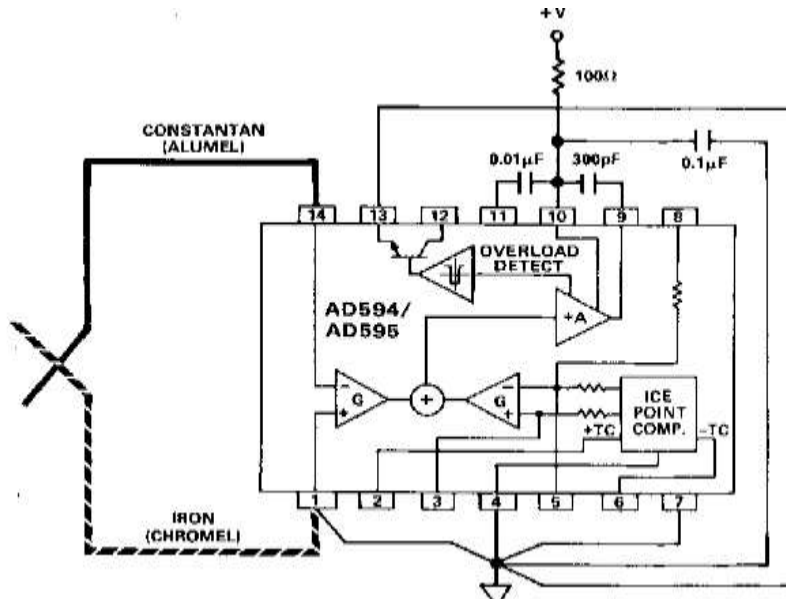 +V
100Ω
CONSTANTAN
(ALUMEL)
0.01μF
300pF
0.1μF
14
13
12
11
10
9
8
OVERLOAD
DETECT
AD594/
AD595
+A
–
G
+
+
–
G
+
ICE
POINT
COMP.
+TC
–TC
1
2
3
4
5
6
7
IRON
(CHROMEL)